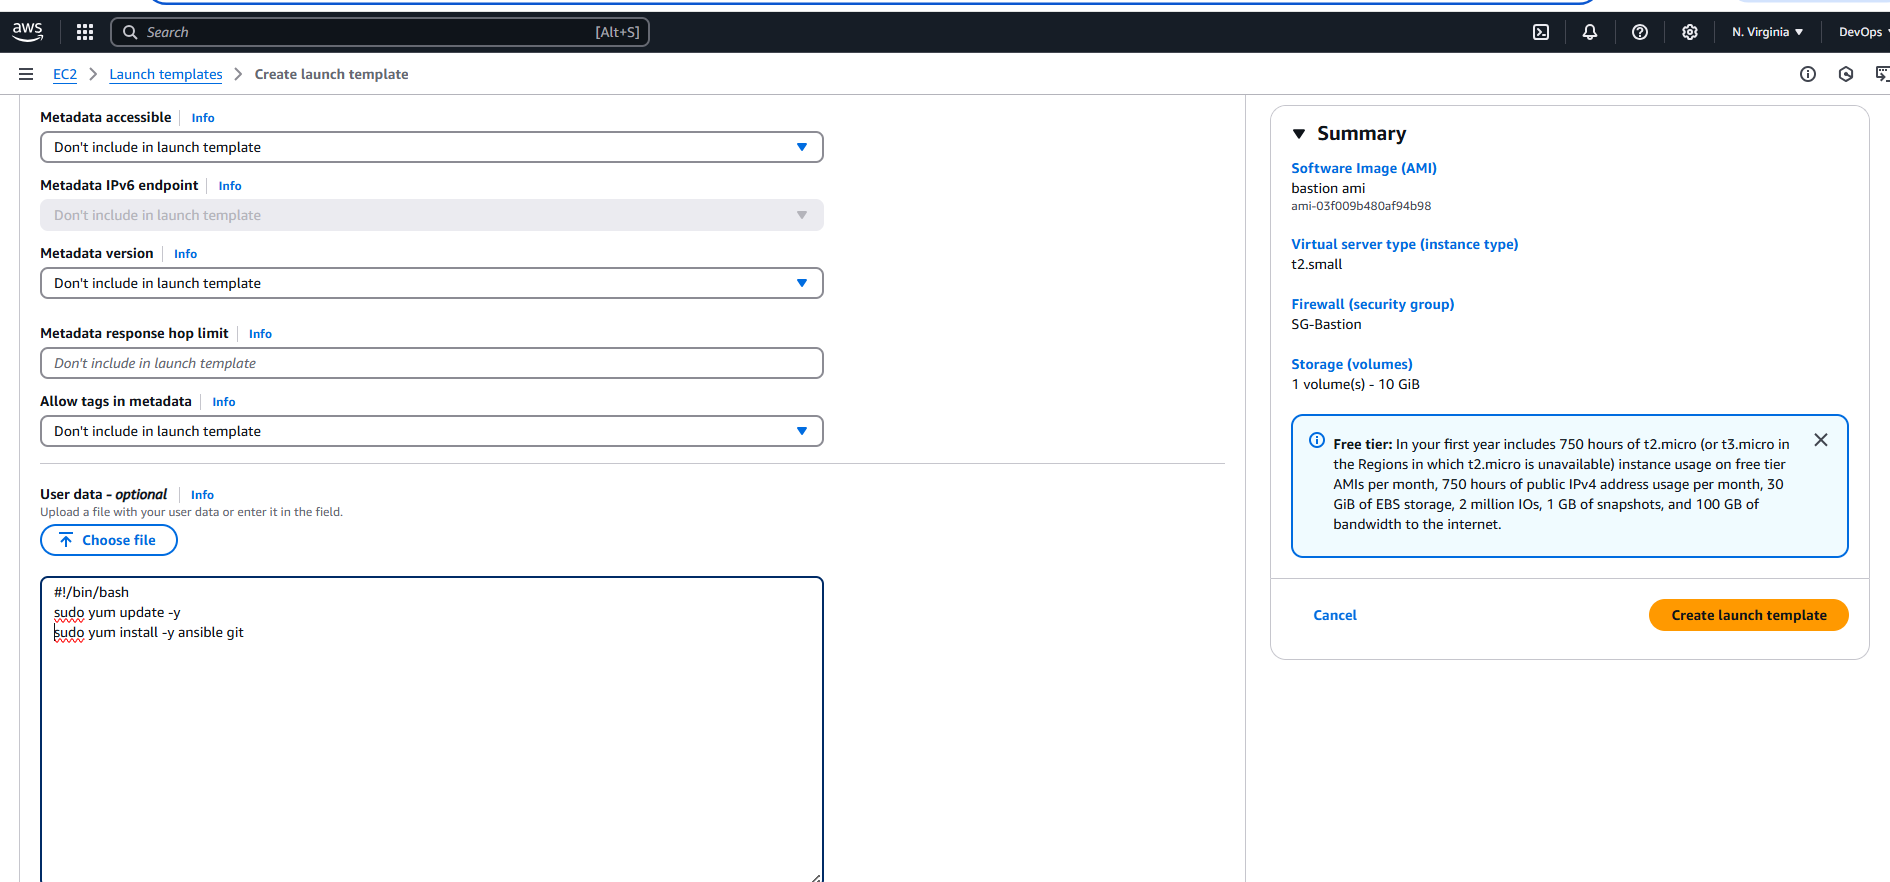 aws
Search [Alt+S]
N. Virginia
DevOps
EC2
Launch templates
Create launch template
Metadata accessible
Info
Don't include in launch template
Metadata IPv6 endpoint
Info
Don't include in launch template
Metadata version
Info
Don't include in launch template
Metadata response hop limit
Info
Don't include in launch template
Allow tags in metadata
Info
Don't include in launch template
User data - optional
Info
Upload a file with your user data or enter it in the field.
Choose file
#!/bin/bash
sudo yum update -y
sudo yum install -y ansible git
Summary
Software Image (AMI)
bastion ami
ami-03f009b480af94b98
Virtual server type (instance type)
t2.small
Firewall (security group)
SG-Bastion
Storage (volumes)
1 volume(s) - 10 GiB
Free tier: In your first year includes 750 hours of t2.micro (or t3.micro in
the Regions in which t2.micro is unavailable) instance usage on free tier
AMIs per month, 750 hours of public IPv4 address usage per month, 30
GiB of EBS storage, 2 million IOs, 1 GB of snapshots, and 100 GB of
bandwidth to the internet.
Cancel
Create launch template